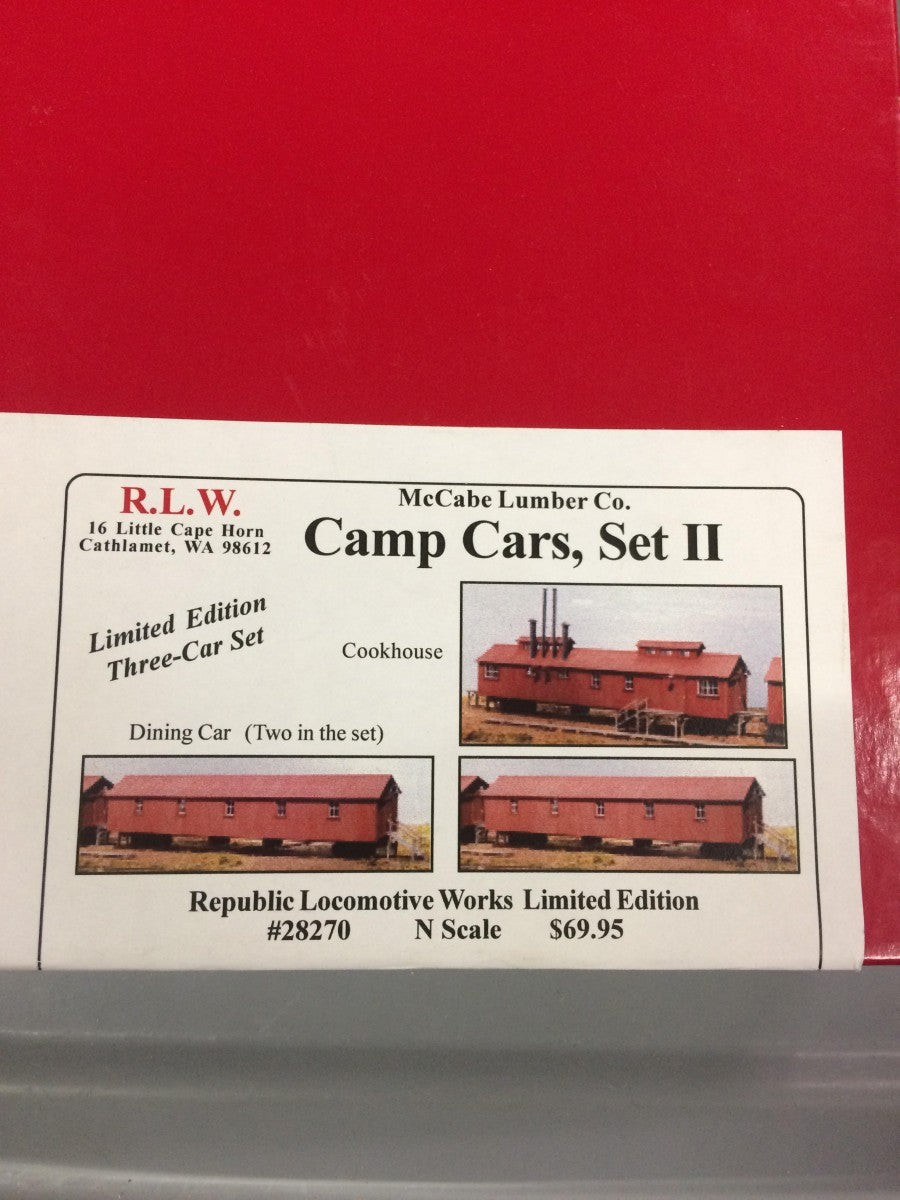 R.L.W.
16 Little Cape Horn
Cathlamet, WA 98612
McCabe Lumber Co.
Camp Cars, Set II
Limited Edition
Three-Car Set
Cookhouse
Dining Car (Two in the set)
Republic Locomotive Works Limited Edition
#28270 N Scale $69.95